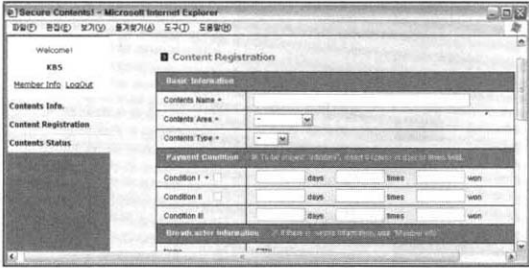 Secure Contents! - Microsoft Internet Explorer
파일(F) 편집(E) 보기(V) 즐겨찾기(A) 도구(T) 도움말(H)
Welcome!
KBS
Member Info LogOut
Contents Info.
Content Registration
Contents Status
Content Registration
Basic Information
Contents Name *
Contents Area * -
Contents Type * -
Payment Condition
Condition I * days times won
Condition II days times won
Condition III days times won
Broadcaster Information
Name